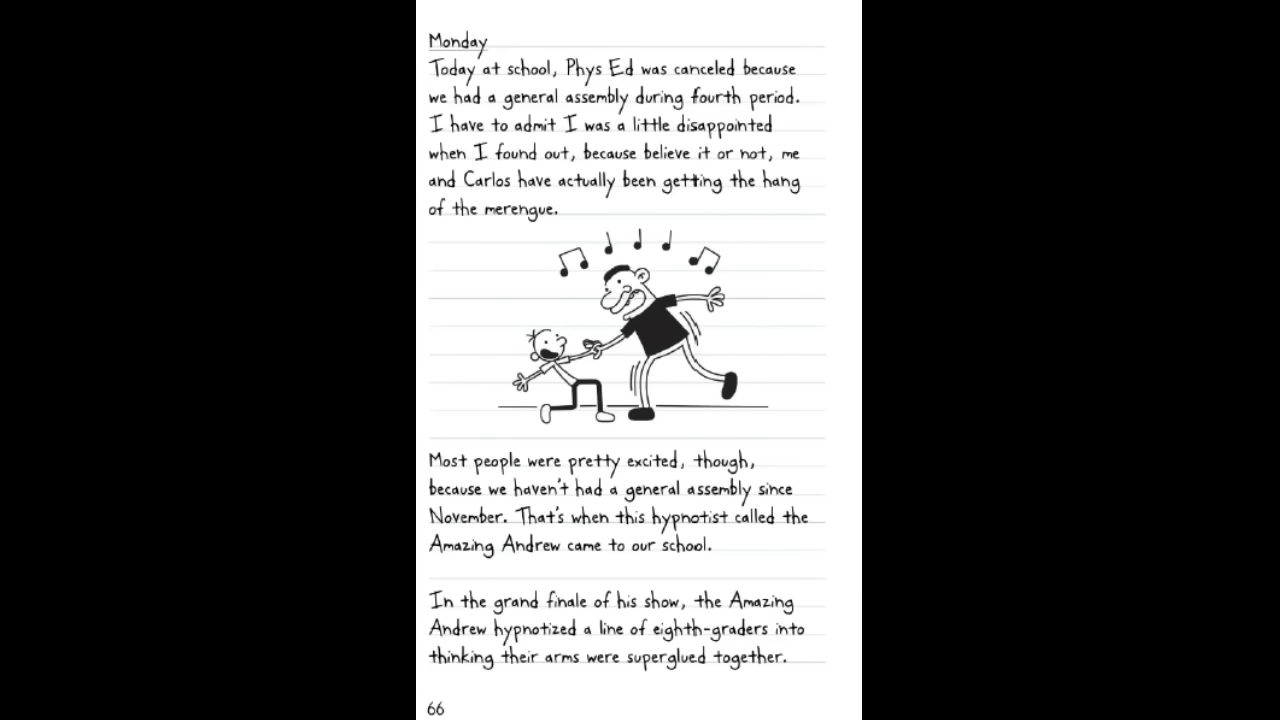 Monday
Today at school, Phys Ed was canceled because
we had a general assembly during fourth period.
I have to admit I was a little disappointed
when I found out, because believe it or not, me
and Carlos have actually been getting the hang
of the merengue.
Most people were pretty excited, though,
because we haven't had a general assembly since
November. That's when this hypnotist called the
Amazing Andrew came to our school.
In the grand finale of his show, the Amazing
Andrew hypnotized a line of eighth-graders into
thinking their arms were superglued together.
66